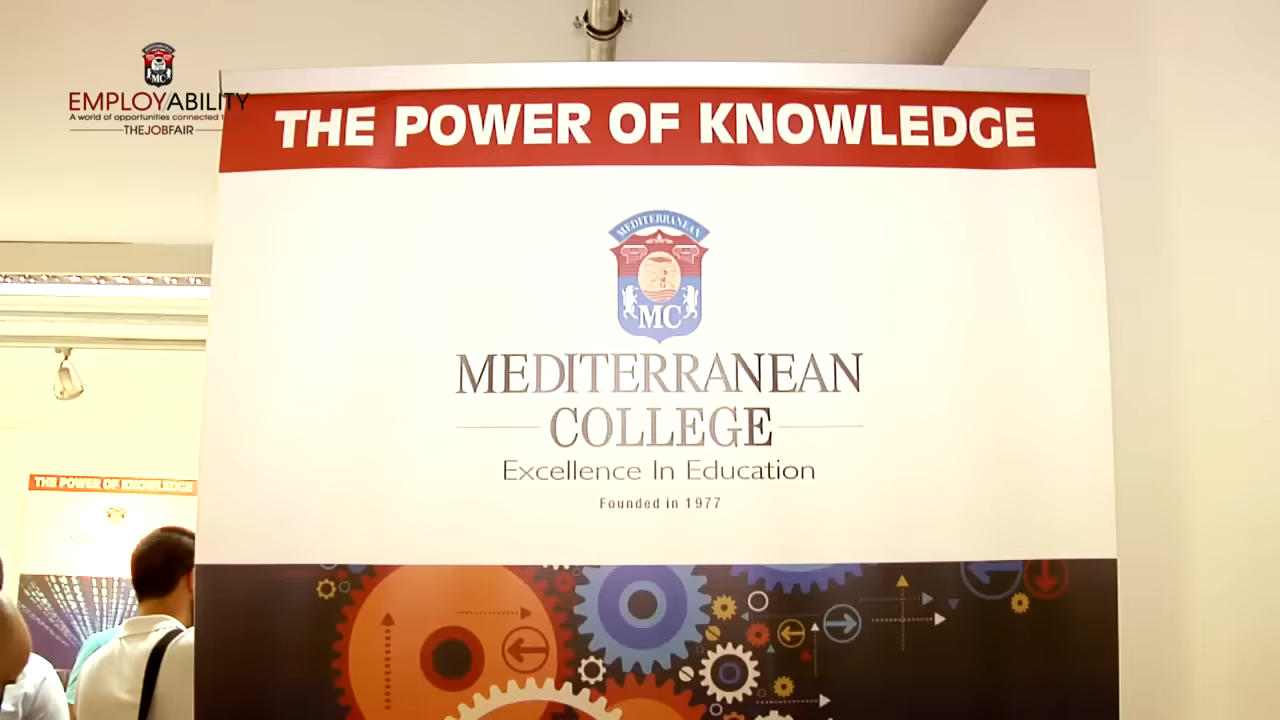 MC
EMPLOYABILITY
A world of opportunities connected
THEJOBFAIR
THE POWER OF KNOWLEDGE
MEDITERRANEAN
MC
MEDITERRANEAN
COLLEGE
Excellence In Education
Founded in 1977
THE POWER OF KNOWLEDGE